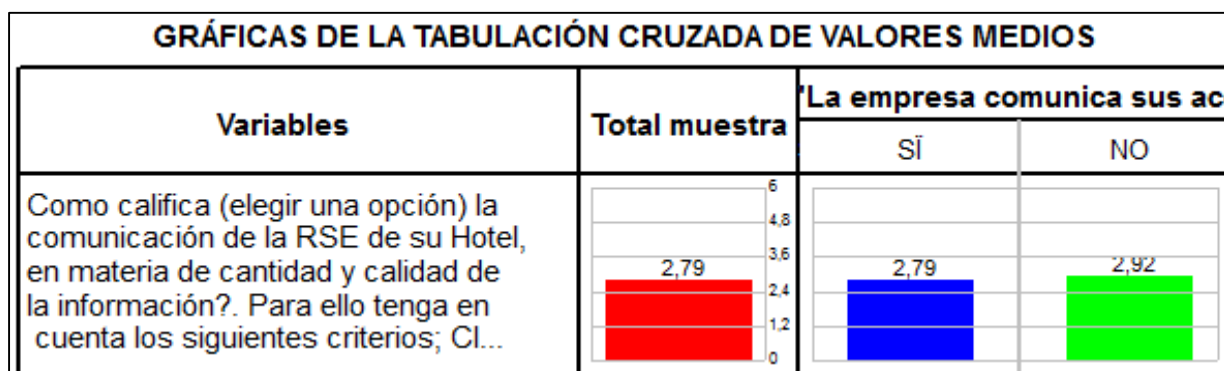 GRÁFICAS DE LA TABULACIÓN CRUZADA DE VALORES MEDIOS
Variables
Total muestra
"La empresa comunica sus ac
SÏ
NO
Como califica (elegir una opción) la
comunicación de la RSE de su Hotel,
en materia de cantidad y calidad de
la información?. Para ello tenga en
cuenta los siguientes criterios; Cl...
6
4,8
3,6
2,4
1,2
0
2,79
2,79
2,92